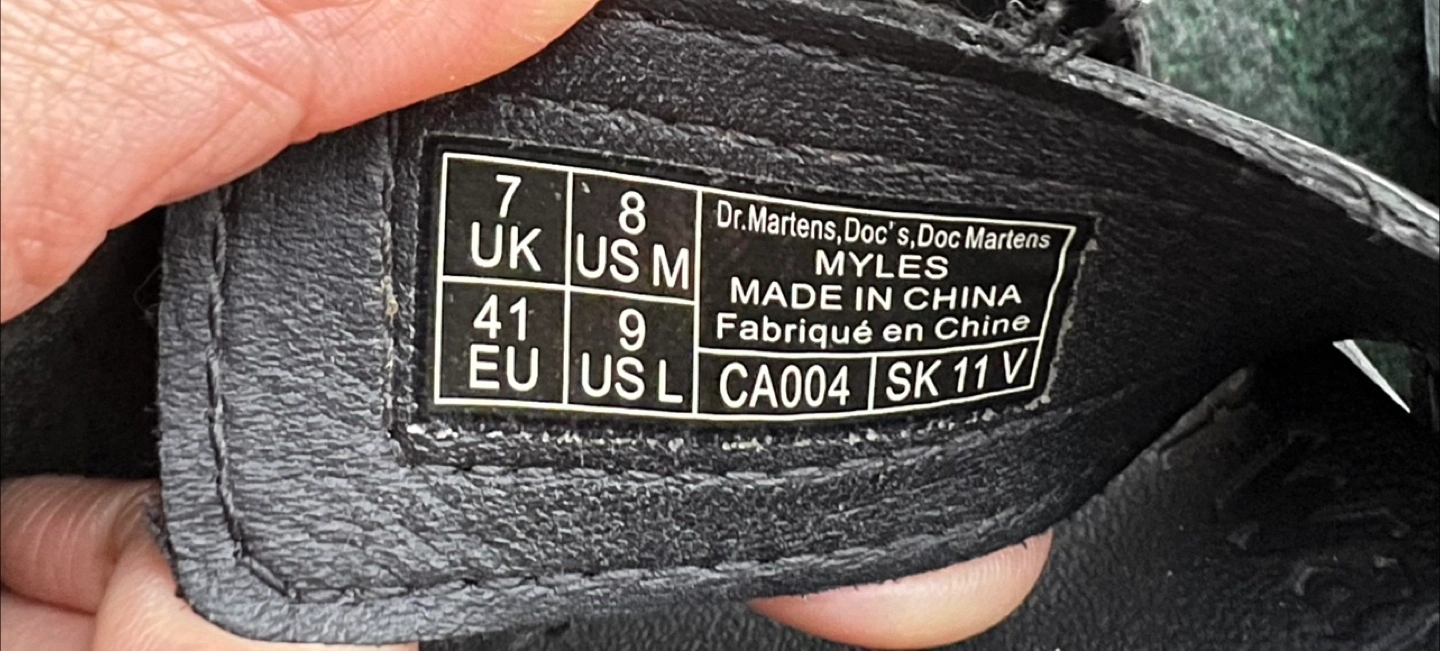 7
UK
8
US M
41
EU
9
US L
Dr.Martens,Doc's,Doc Martens
MYLES
MADE IN CHINA
Fabriqué en Chine
CA004
SK 11 V